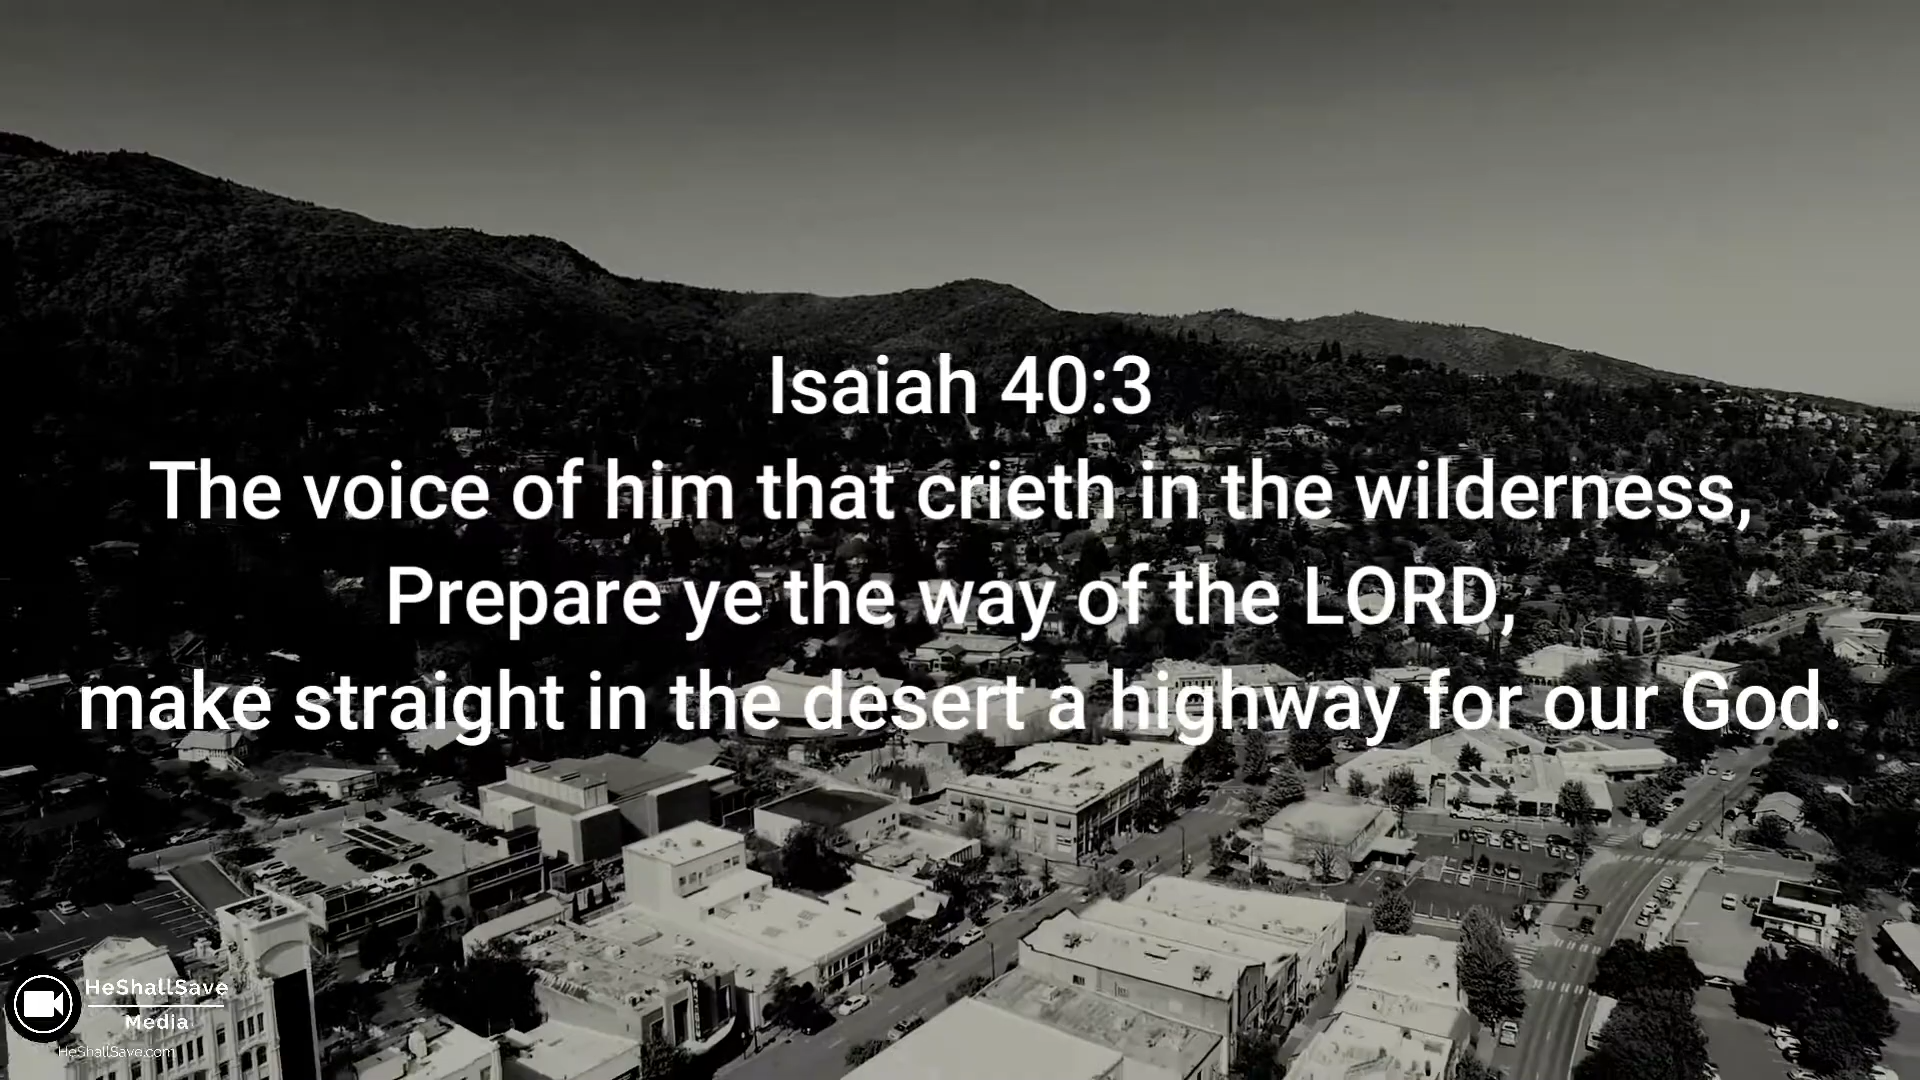 Isaiah 40:3
The voice of him that crieth in the wilderness,
Prepare ye the way of the LORD,
make straight in the desert a highway for our God.
HeShallSave
Media
HeShallSave.com